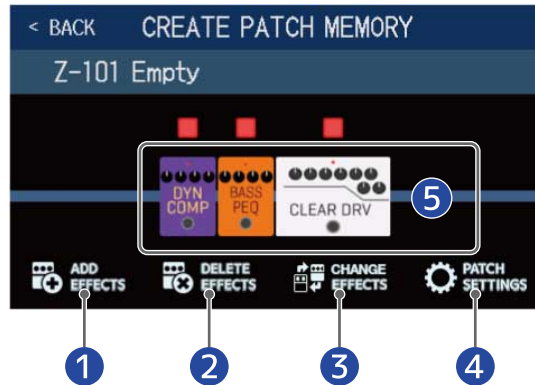 < BACK CREATE PATCH MEMORY
Z-101 Empty
DYN COMP
BASS PEQ
CLEAR DRV
5
ADD EFFECTS
DELETE EFFECTS
CHANGE EFFECTS
PATCH SETTINGS
1 2 3 4